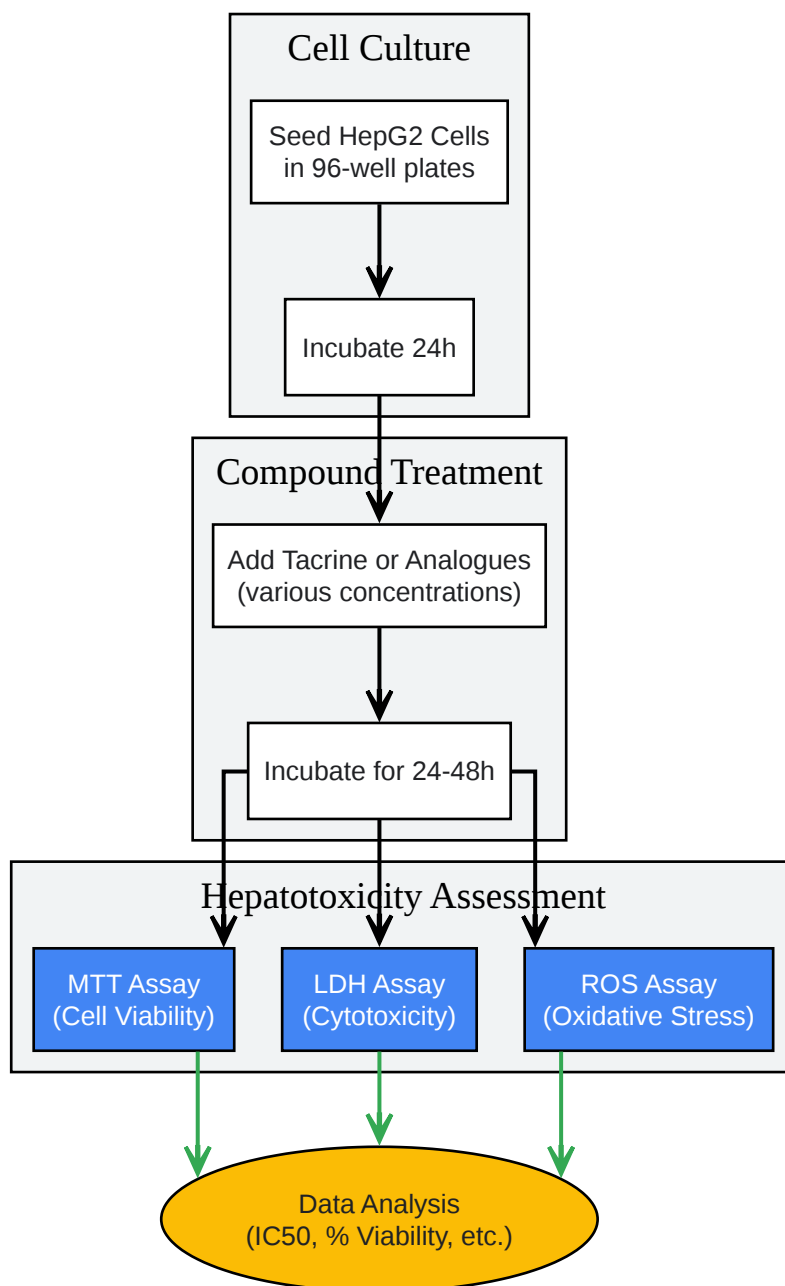 Cell Culture
Seed HepG2 Cells
in 96-well plates
Incubate 24h
Compound Treatment
Add Tacrine or Analogues
(various concentrations)
Incubate for 24-48h
Hepatotoxicity Assessment
MTT Assay
(Cell Viability)
LDH Assay
(Cytotoxicity)
ROS Assay
(Oxidative Stress)
Data Analysis
(IC50, % Viability, etc.)